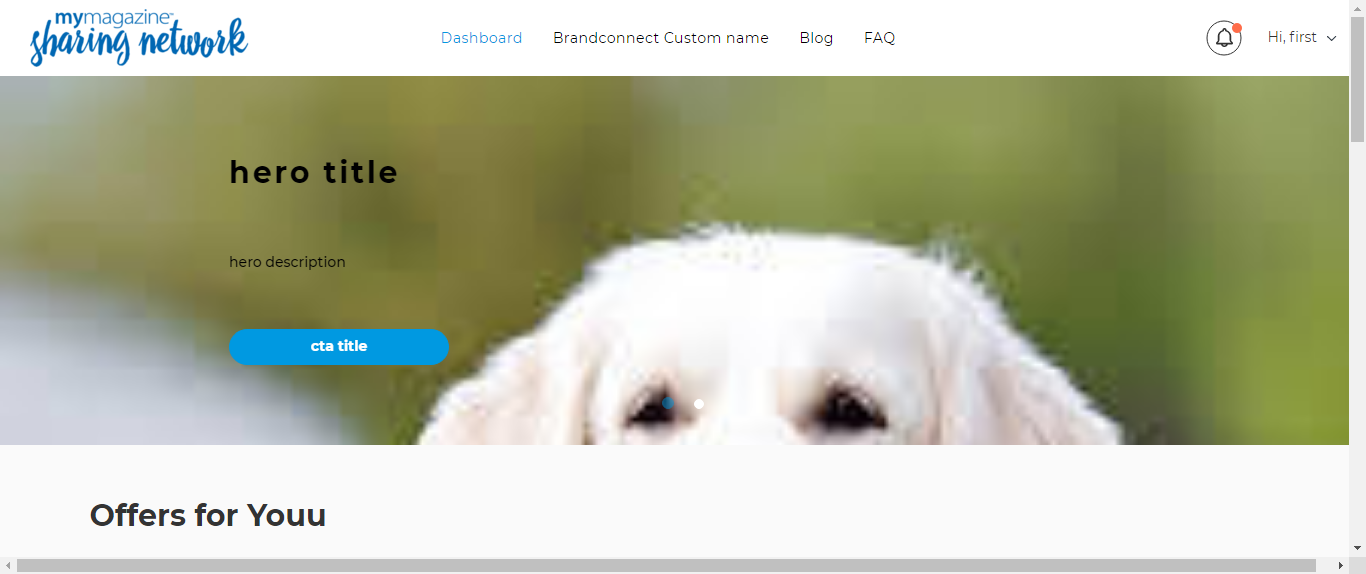 mymagazine™
sharing network
Dashboard Brandconnect Custom name Blog FAQ
Hi, first
hero title
hero description
cta title
Offers for Youu